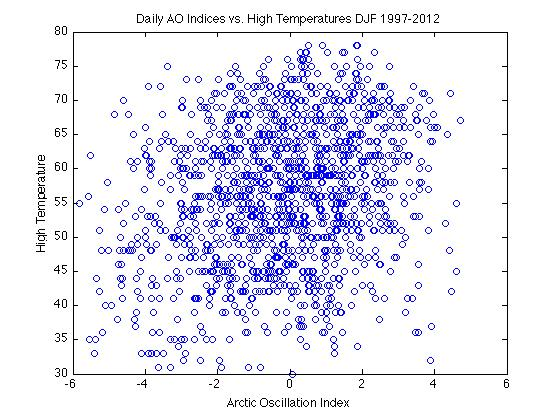 Daily AO Indices vs. High Temperatures DJF 1997-2012
80
75
70
65
60
55
50
45
40
35
30
High Temperature
-6 -4 -2 0 2 4 6
Arctic Oscillation Index